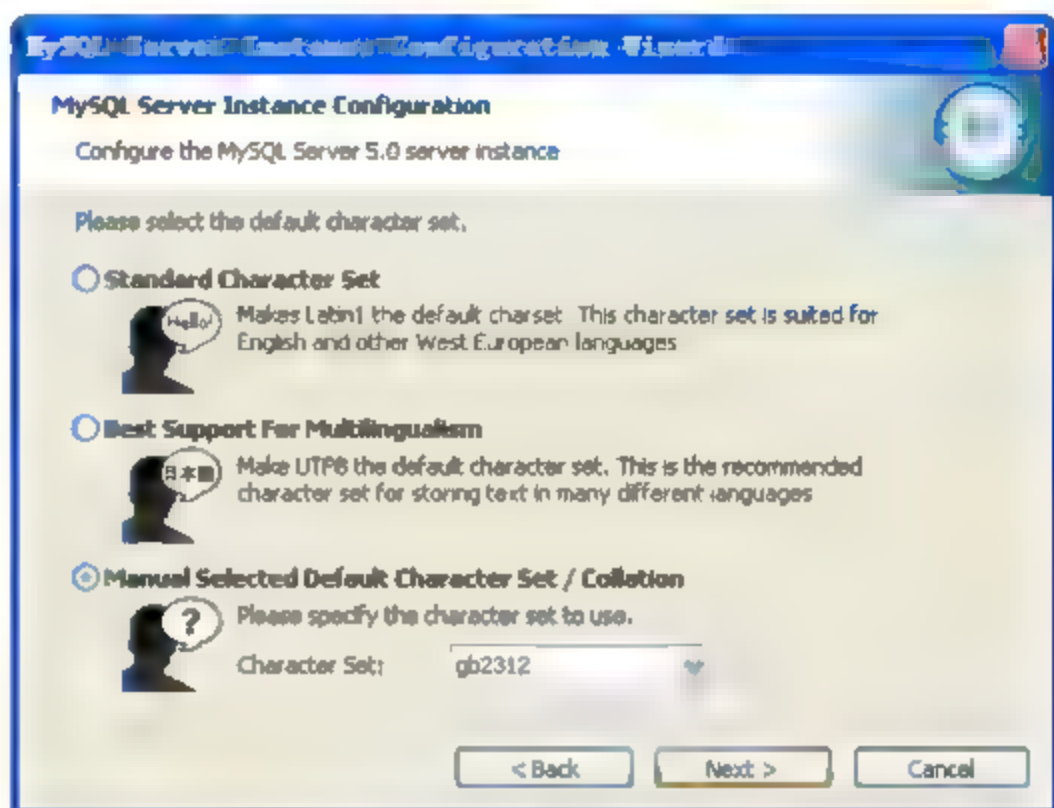 MySQL Server Instance Configuration Wizard
MySQL Server Instance Configuration
Configure the MySQL Server 5.0 server instance
Please select the default character set.
Standard Character Set
Hello!
Makes Latin1 the default charset. This character set is suited for
English and other West European languages
Best Support For Multilingualism
Make UTF8 the default character set. This is the recommended
character set for storing text in many different languages
Manual Selected Default Character Set / Collation
?
Please specify the character set to use.
Character Set:
gb2312
< Back
Next >
Cancel